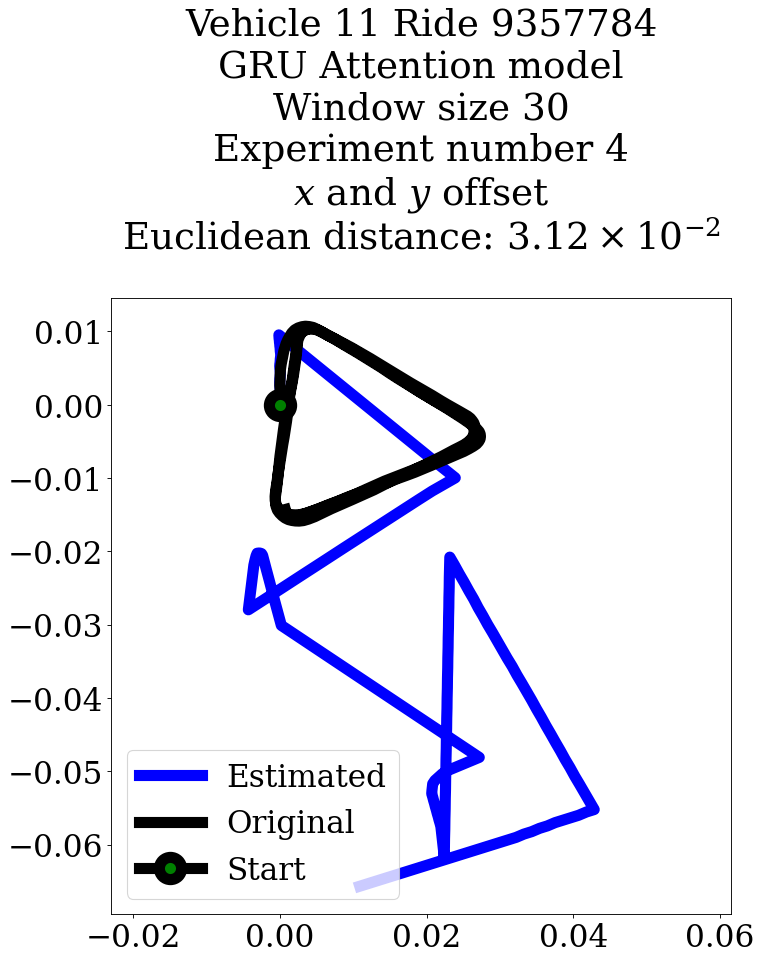 Vehicle 11 Ride 9357784
GRU Attention model
Window size 30
Experiment number 4
x and y offset
Euclidean distance: 3.12 × 10⁻²
0.01
0.00
−0.01
−0.02
−0.03
−0.04
−0.05
−0.06
Estimated
Original
Start
−0.02 0.00 0.02 0.04 0.06